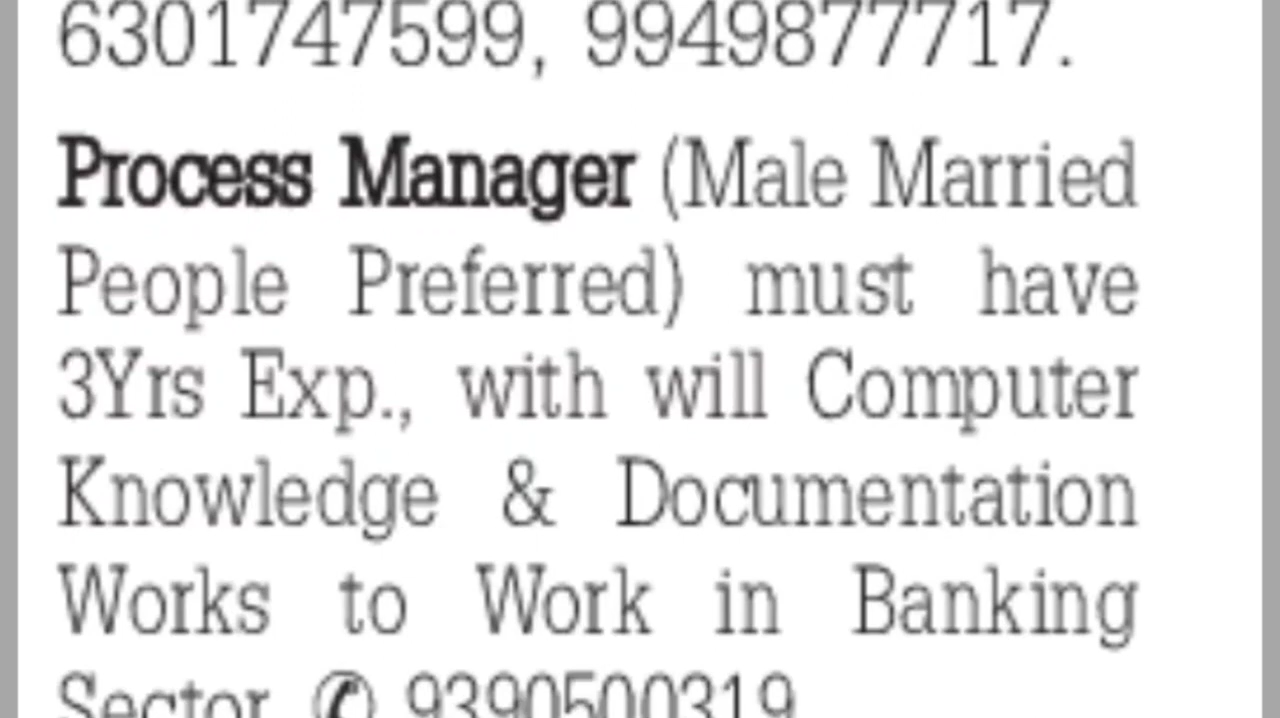 6301747599, 9949877717.
Process Manager (Male Married
People Preferred) must have
3Yrs Exp., with will Computer
Knowledge & Documentation
Works to Work in Banking
Sector ✆ 9390500319